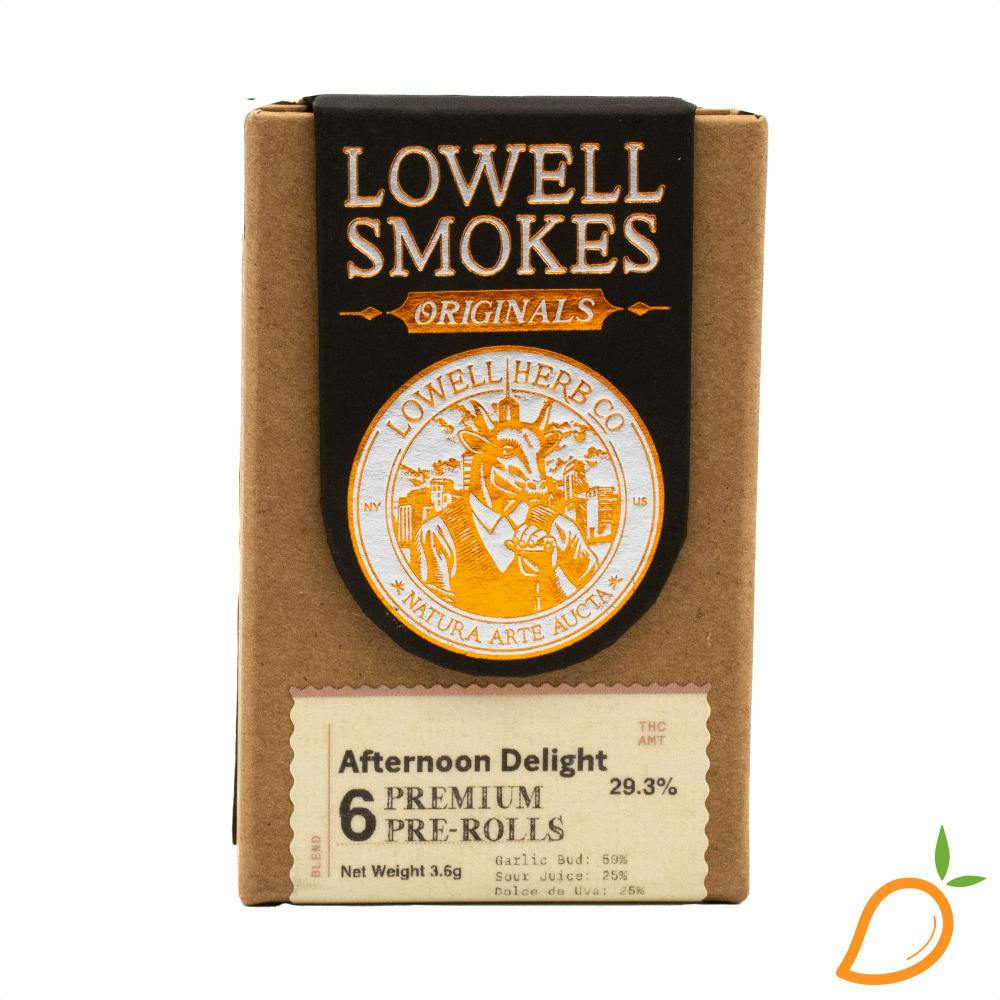 LOWELL
SMOKES
ORIGINALS
LOWELL HERB CO
NY
US
* NATURA ARTE AUCTA *
THC
AMT
Afternoon Delight
29.3%
6 PREMIUM
PRE-ROLLS
BLEND
Net Weight 3.6g
Garlic Bud: 50%
Sour Juice: 25%
Dolce de Uva: 25%